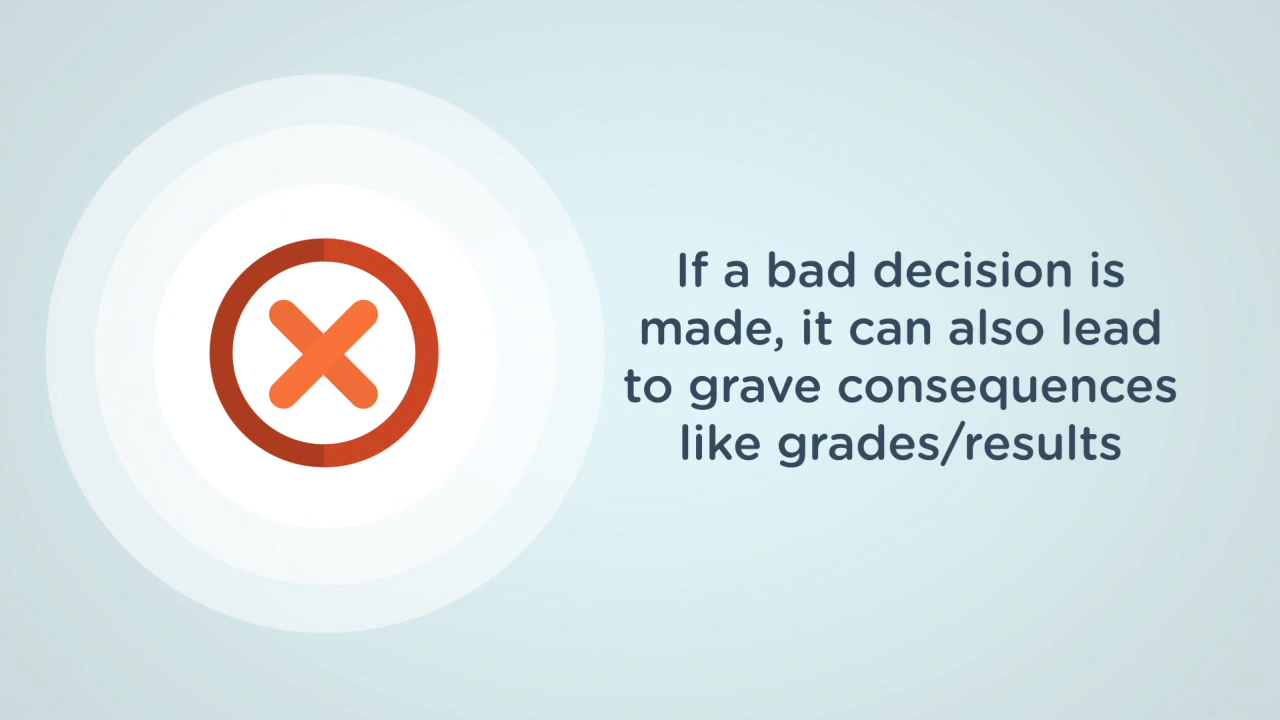 If a bad decision is
made, it can also lead
to grave consequences
like grades/results